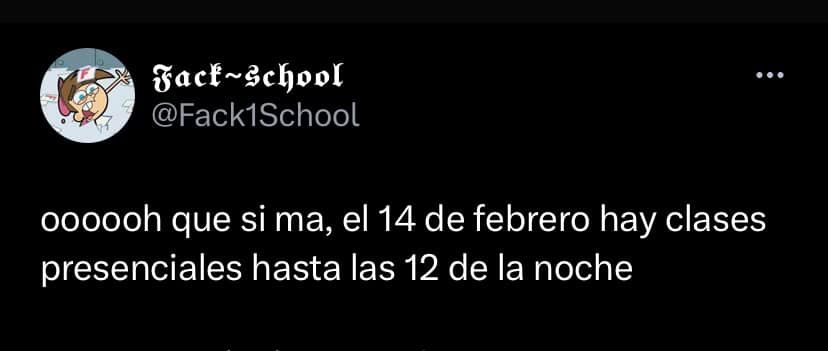 Fack~school
@Fack1School
oooooh que si ma, el 14 de febrero hay clases
presenciales hasta las 12 de la noche